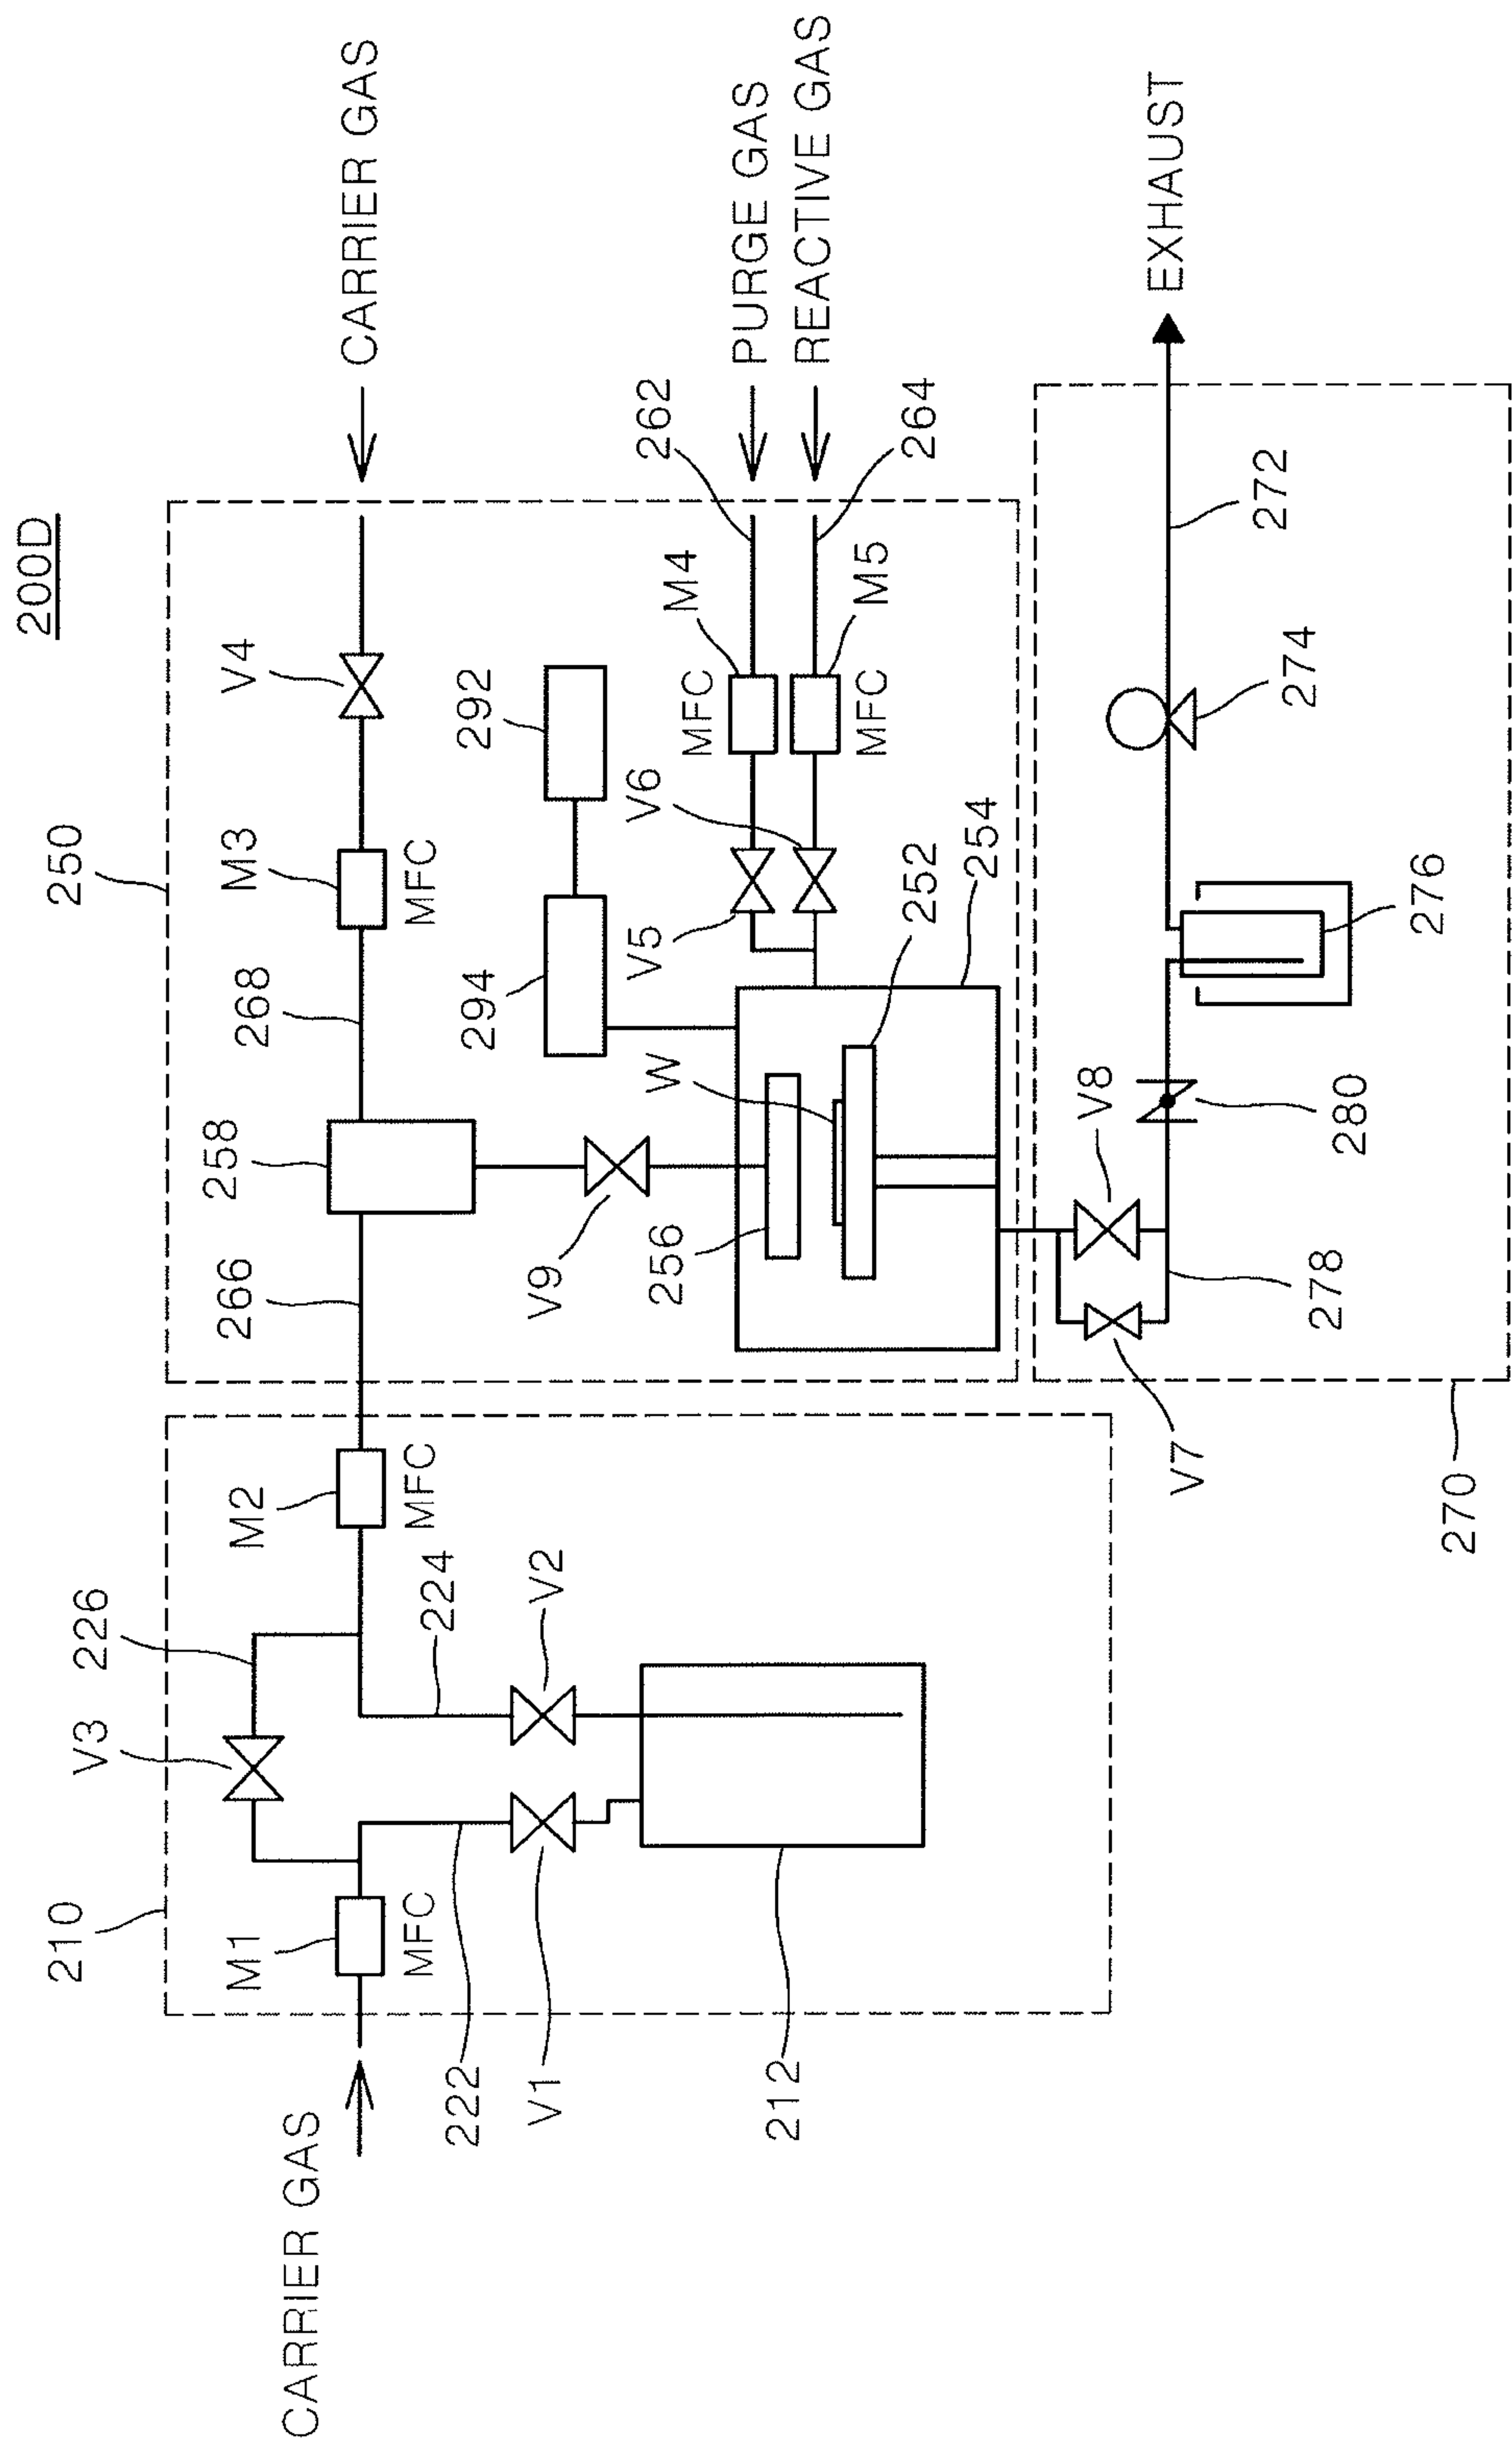 200D
CARRIER GAS
210
M1
MFC
V3
226
222
V1
224
V2
212
M2
MFC
250
266
258
268
M3
MFC
V4
CARRIER GAS
V9
256
W
294
292
V5
V6
MFC
M4
MFC
M5
262
264
PURGE GAS
REACTIVE GAS
252
254
V7
V8
278
280
276
274
272
270
EXHAUST